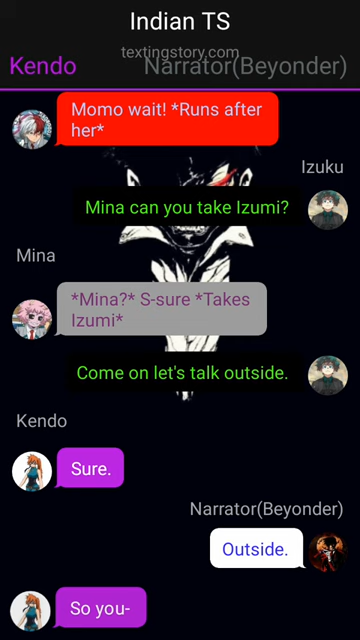 Indian TS
textingstory.com
Kendo
Narrator(Beyonder)
Momo wait! *Runs after
her*
Izuku
Mina can you take Izumi?
Mina
*Mina?* S-sure *Takes
Izumi*
Come on let's talk outside.
Kendo
Sure.
Narrator(Beyonder)
Outside.
So you-